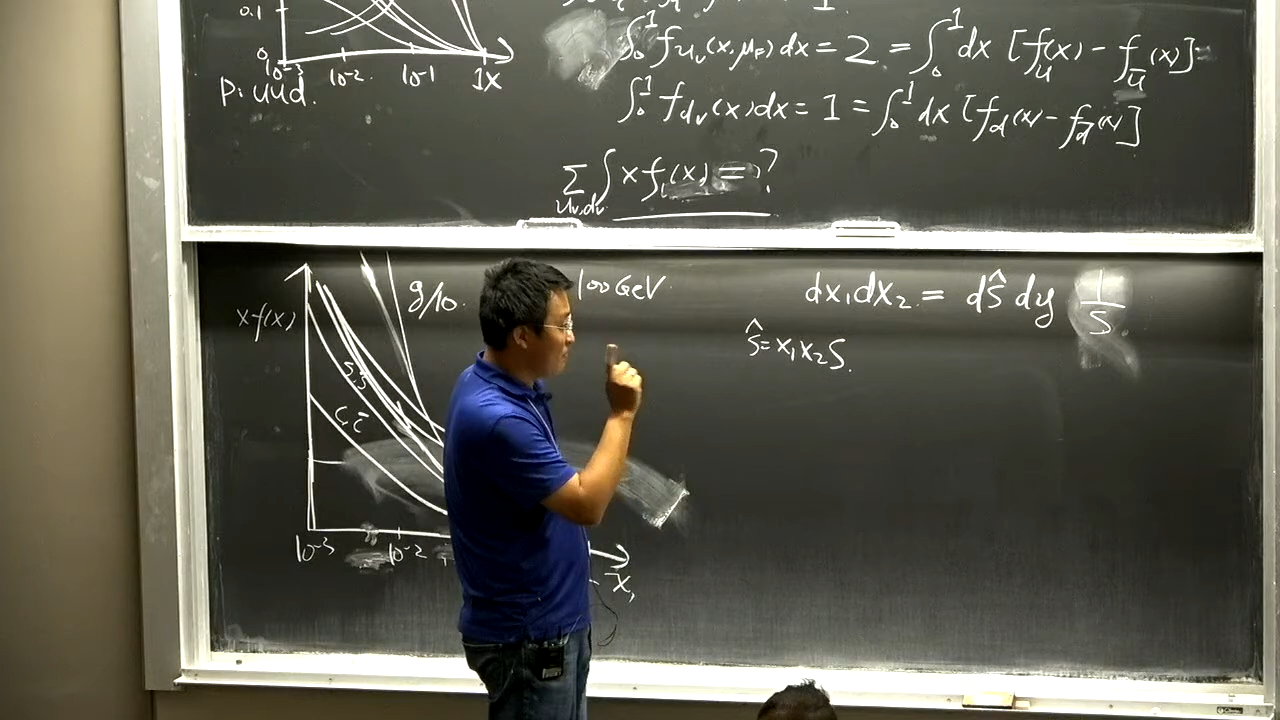 0.1
0
10⁻³ 10⁻² 10⁻¹ 1 x
P: uud.
∫₀¹ f_{u_v}(x, μ_F) dx = 2 = ∫₀¹ dx [f_u(x) - f_ū(x)] =
∫₀¹ f_{d_v}(x) dx = 1 = ∫₀¹ dx [f_d(x) - f_d̄(x)]
∑_{u_v, d_v} ∫ x f_i(x) = ?
x f(x)
g/10.
100 GeV.
s, s̄
c, c̄
10⁻³ 10⁻²
x,
dx₁dx₂ = dŝ dy 1/S
ŝ = x₁x₂S.